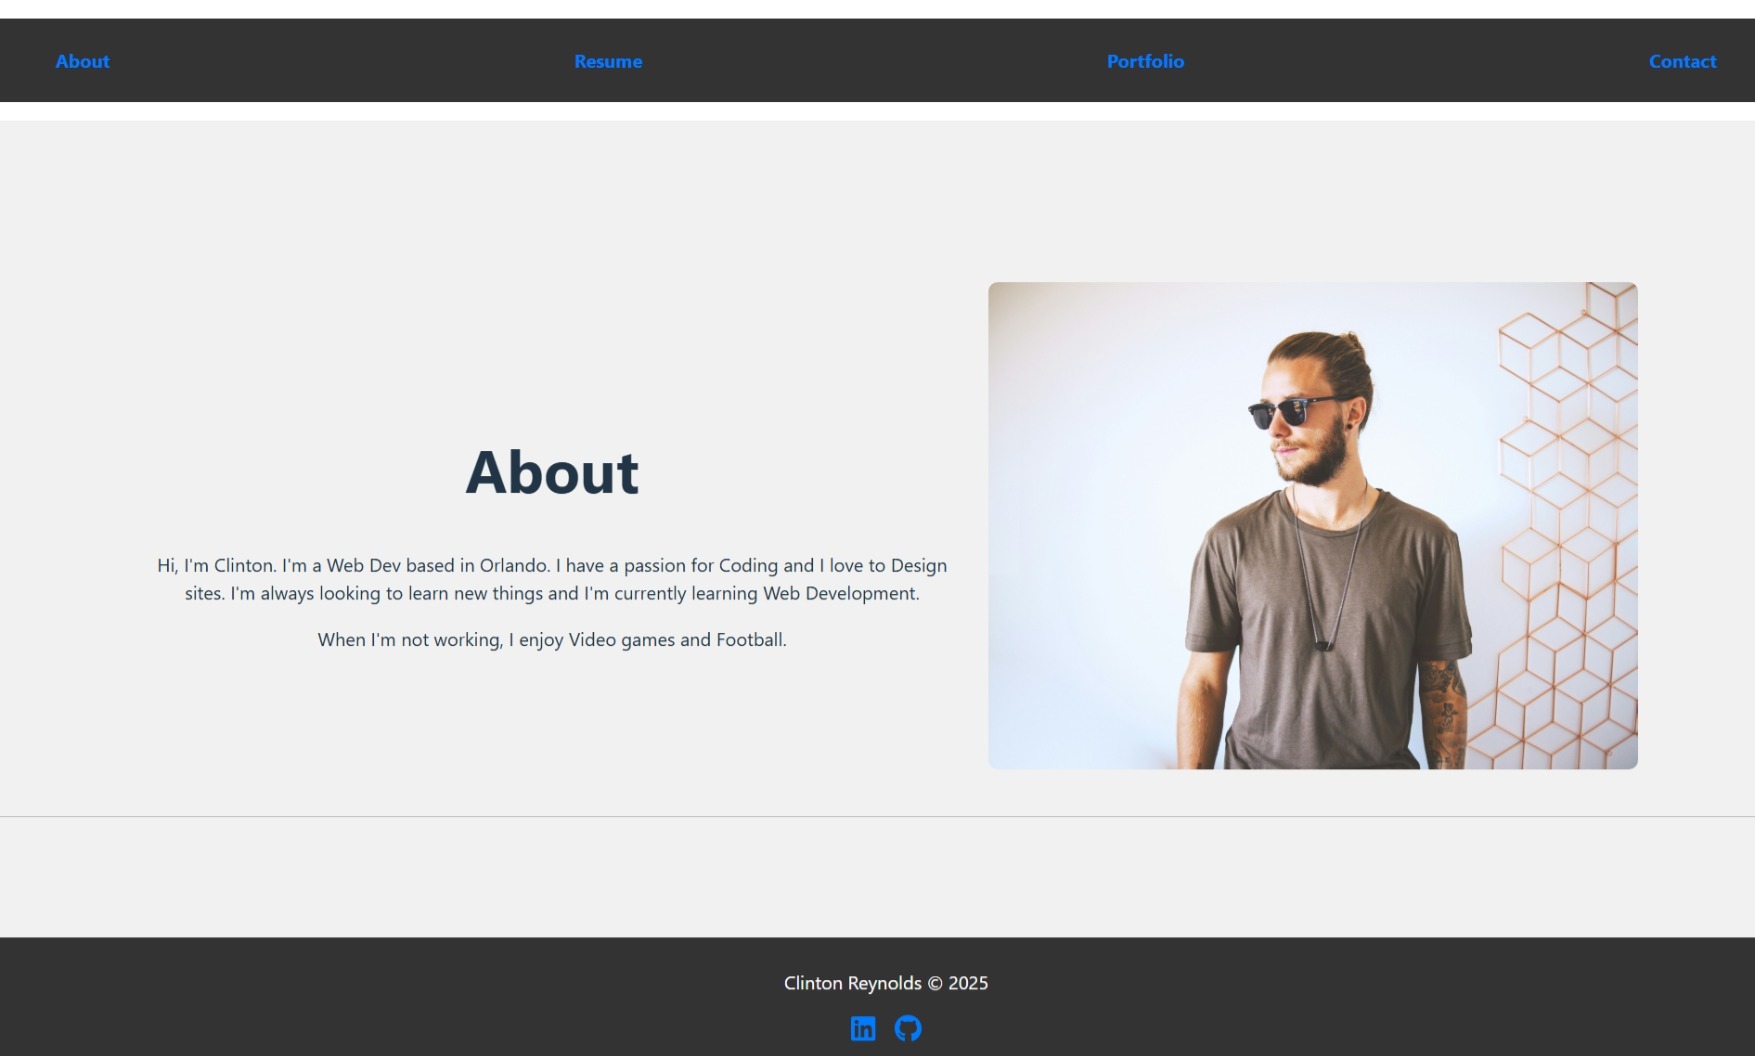 About
Resume
Portfolio
Contact
About
Hi, I'm Clinton. I'm a Web Dev based in Orlando. I have a passion for Coding and I love to Design
sites. I'm always looking to learn new things and I'm currently learning Web Development.
When I'm not working, I enjoy Video games and Football.
Clinton Reynolds © 2025
in